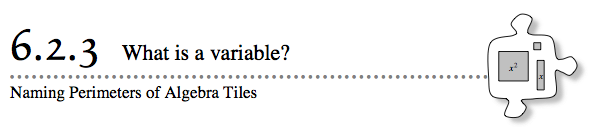 6.2.3 What is a variable?
Naming Perimeters of Algebra Tiles
x²
x